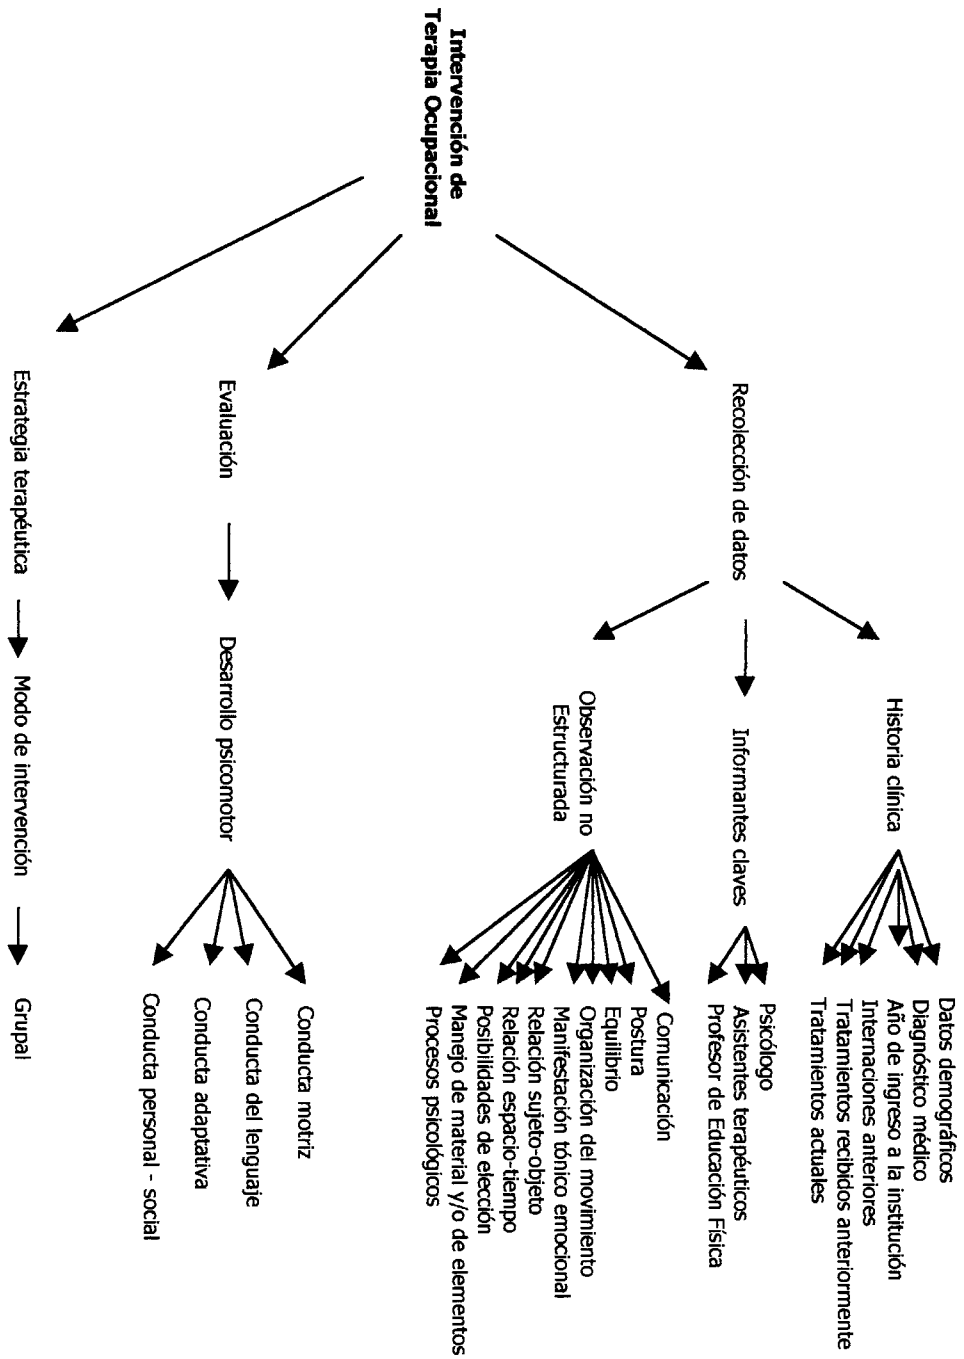 Intervención de
Terapia Ocupacional
Recolección de datos
Historia clínica
Datos demográficos
Diagnóstico médico
Año de ingreso a la institución
Internaciones anteriores
Tratamientos recibidos anteriormente
Tratamientos actuales
Informantes claves
Psicólogo
Asistentes terapéuticos
Profesor de Educación Física
Observación no
Estructurada
Comunicación
Postura
Equilibrio
Organización del movimiento
Manifestación tónico emocional
Relación sujeto-objeto
Relación espacio-tiempo
Posibilidades de elección
Manejo de material y/o de elementos
Procesos psicológicos
Evaluación
Desarrollo psicomotor
Conducta motriz
Conducta del lenguaje
Conducta adaptativa
Conducta personal - social
Estrategia terapéutica
Modo de intervención
Grupal